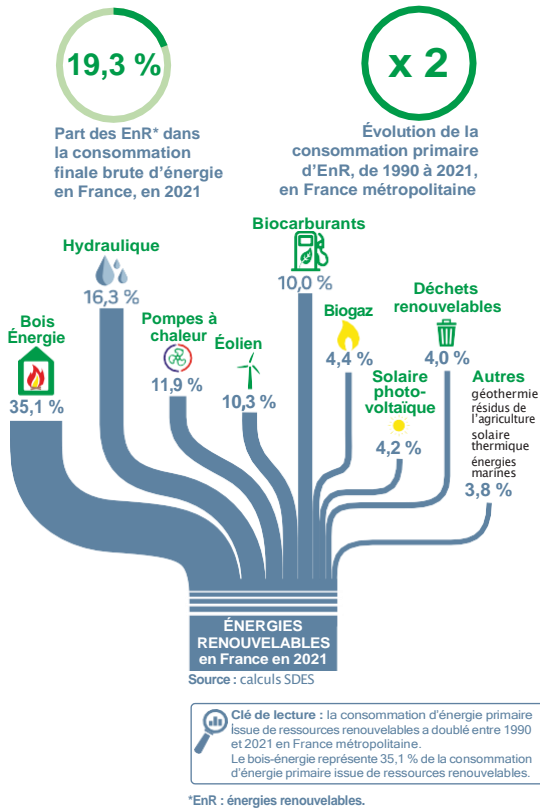 19,3 %
Part des EnR* dans
la consommation
finale brute d'énergie
en France, en 2021
x 2
Évolution de la
consommation primaire
d'EnR, de 1990 à 2021,
en France métropolitaine
Bois
Énergie
35,1 %
Hydraulique
16,3 %
Pompes à
chaleur
11,9 %
Éolien
10,3 %
Biocarburants
10,0 %
Biogaz
4,4 %
Solaire
photo-
voltaïque
4,2 %
Déchets
renouvelables
4,0 %
Autres
géothermie
résidus de
l'agriculture
solaire
thermique
énergies
marines
3,8 %
ÉNERGIES
RENOUVELABLES
en France en 2021
Source : calculs SDES
Clé de lecture : la consommation d'énergie primaire
issue de ressources renouvelables a doublé entre 1990
et 2021 en France métropolitaine.
Le bois-énergie représente 35,1 % de la consommation
d'énergie primaire issue de ressources renouvelables.
*EnR : énergies renouvelables.